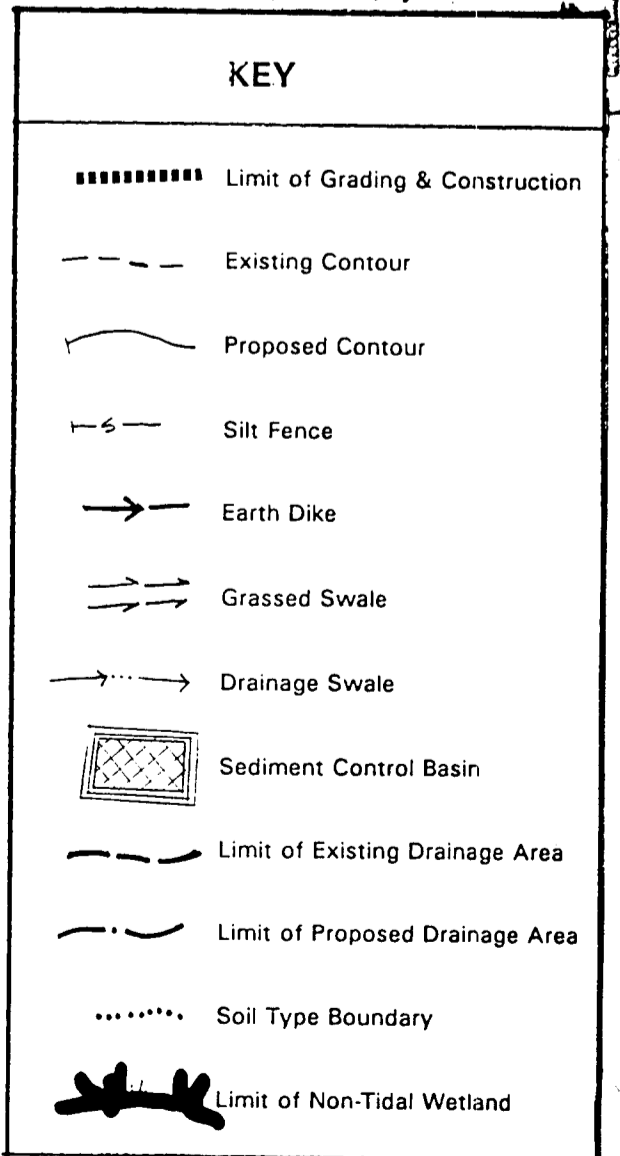 KEY
Limit of Grading & Construction
Existing Contour
Proposed Contour
S
Silt Fence
Earth Dike
Grassed Swale
Drainage Swale
Sediment Control Basin
Limit of Existing Drainage Area
Limit of Proposed Drainage Area
Soil Type Boundary
Limit of Non-Tidal Wetland